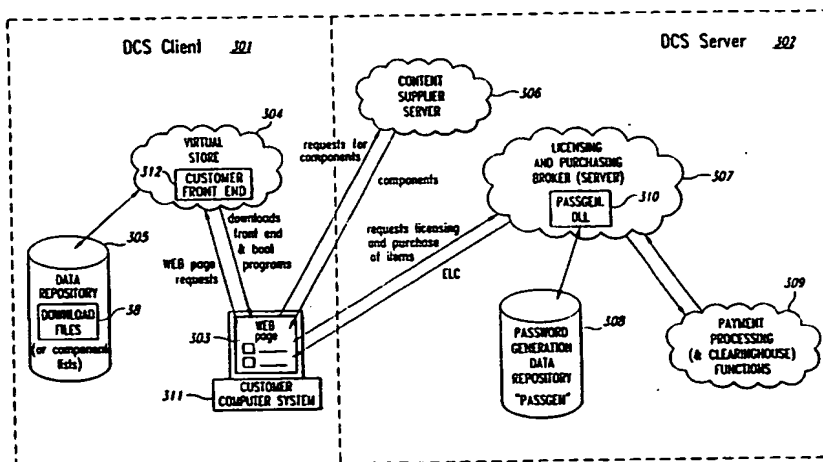 DCS Client 301
DCS Server 302
304
VIRTUAL
STORE
312
CUSTOMER
FRONT END
CONTENT
SUPPLIER
SERVER
306
requests for
components
components
LICENSING
AND PURCHASING
BROKER (SERVER)
307
PASSGEN.
DLL
310
305
DATA
REPOSITORY
DOWNLOAD
FILES
38
(or component
lists)
WEB page
requests
downloads
front end
& boot
programs
requests licensing
and purchase
of items
ELC
303
WEB
page
311
CUSTOMER
COMPUTER SYSTEM
PASSWORD
GENERATION
DATA
REPOSITORY
"PASSGEN"
308
309
PAYMENT
PROCESSING
(& CLEARINGHOUSE)
FUNCTIONS